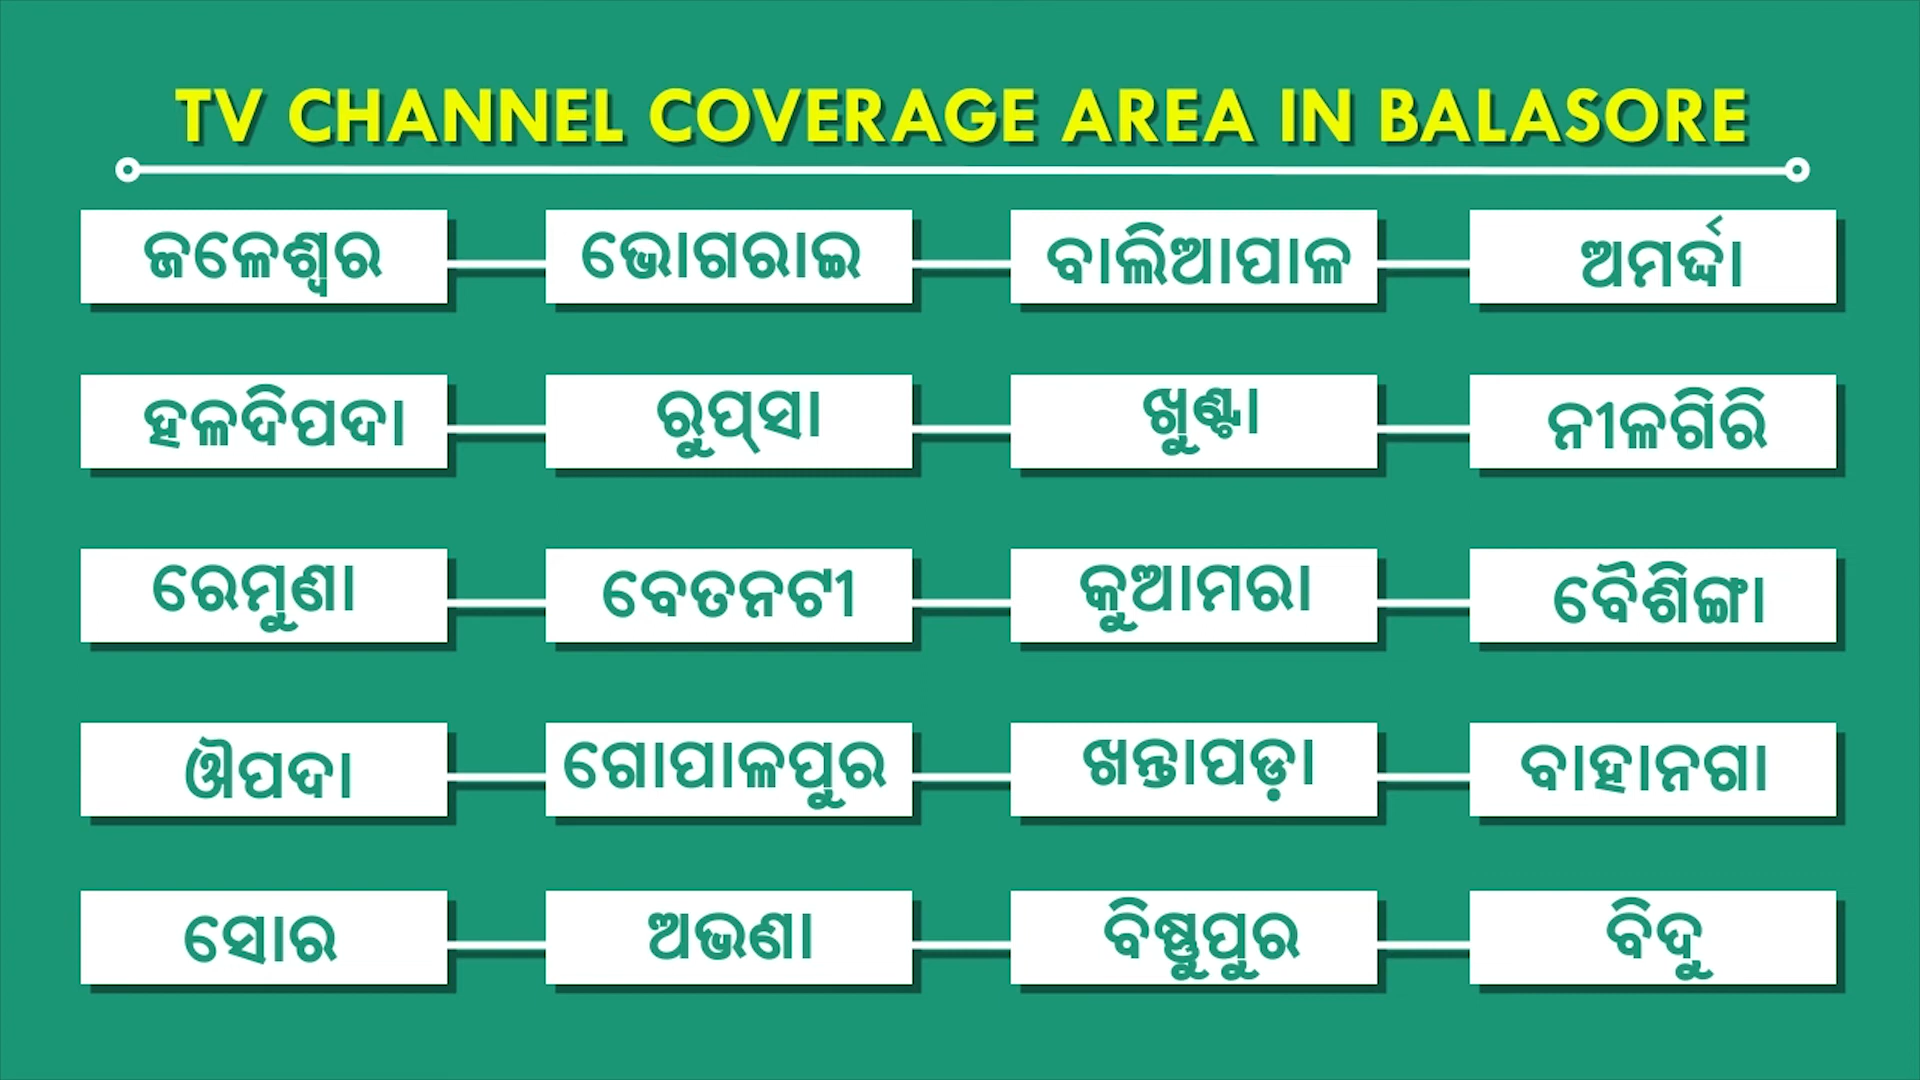 TV CHANNEL COVERAGE AREA IN BALASORE
ଜଳେଶ୍ୱର ଭୋଗରାଇ ବାଲିଆପାଳ ଅମର୍ଦ୍ଦା
ହଳଦିପଦା ରୁପ୍‌ସା ଖୁଣ୍ଟା ନୀଳଗିରି
ରେମୁଣା ବେତନଟୀ କୁଆମରା ବୈଶିଙ୍ଗା
ଔପଦା ଗୋପାଳପୁର ଖନ୍ତାପଡ଼ା ବାହାନଗା
ସୋର ଅଭଣା ବିଷ୍ଣୁପୁର ବିଦୁ